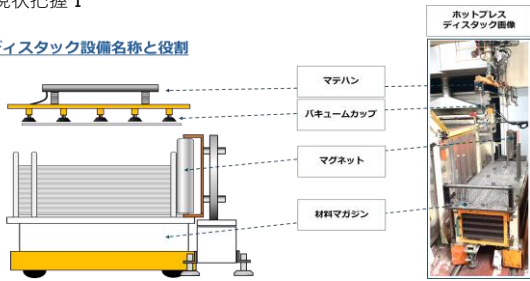 現状把握1
ディスタック設備名称と役割
ホットプレス
ディスタック画像
マテハン
バキュームカップ
マグネット
材料マガジン